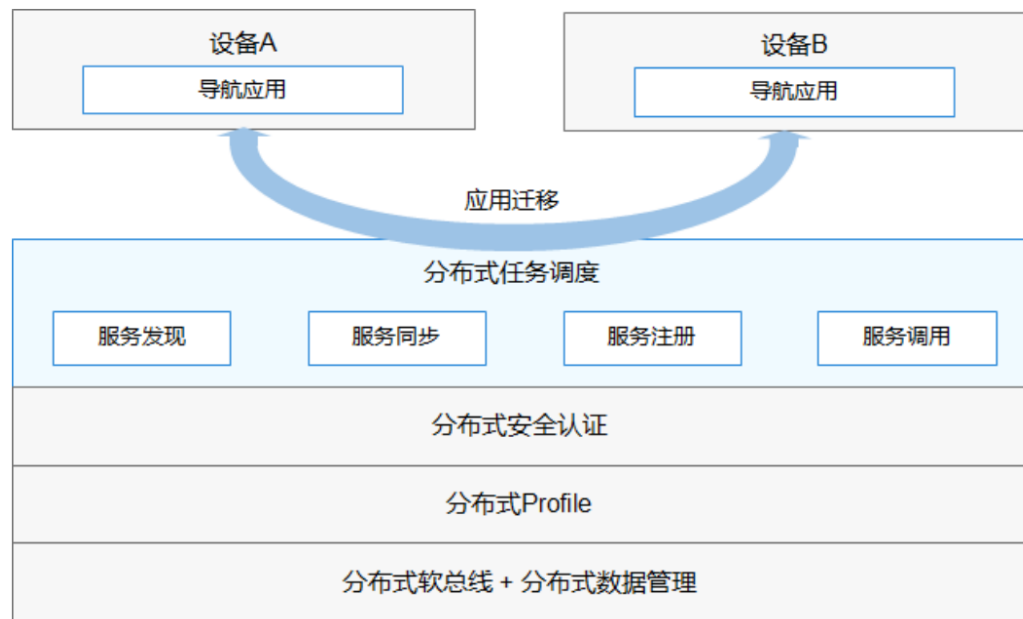 设备A
导航应用
设备B
导航应用
应用迁移
分布式任务调度
服务发现
服务同步
服务注册
服务调用
分布式安全认证
分布式Profile
分布式软总线 + 分布式数据管理